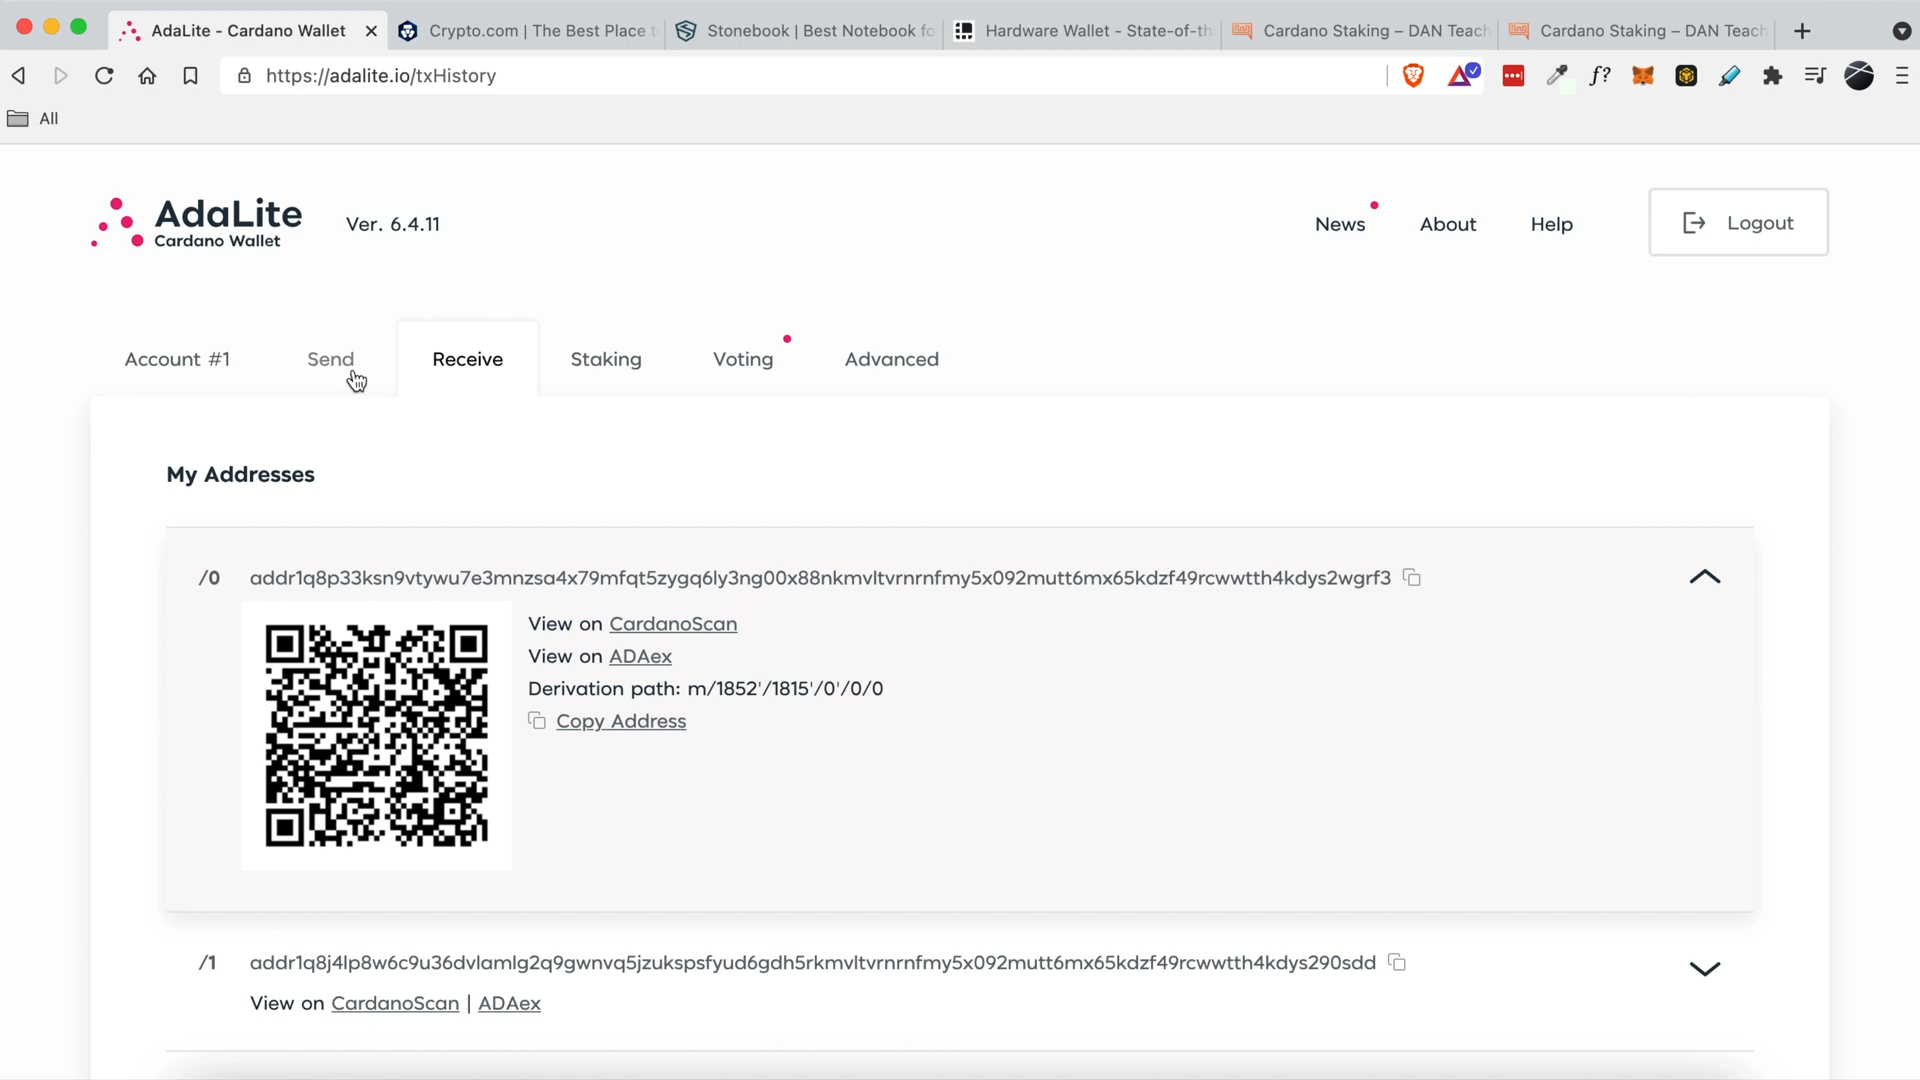 AdaLite - Cardano Wallet
Crypto.com | The Best Place t
Stonebook | Best Notebook fo
Hardware Wallet - State-of-th
Cardano Staking – DAN Teach
Cardano Staking – DAN Teach
https://adalite.io/txHistory
f?
All
AdaLite
Cardano Wallet
Ver. 6.4.11
News
About
Help
Logout
Account #1
Send
Receive
Staking
Voting
Advanced
My Addresses
/0 addr1q8p33ksn9vtywu7e3mnzsa4x79mfqt5zygq6ly3ng00x88nkmvltvrnrnfmy5x092mutt6mx65kdzf49rcwwtth4kdys2wgrf3
View on CardanoScan
View on ADAex
Derivation path: m/1852'/1815'/0'/0/0
Copy Address
/1 addr1q8j4lp8w6c9u36dvlamlg2q9gwnvq5jzukspsfyud6gdh5rkmvltvrnrnfmy5x092mutt6mx65kdzf49rcwwtth4kdys290sdd
View on CardanoScan | ADAex